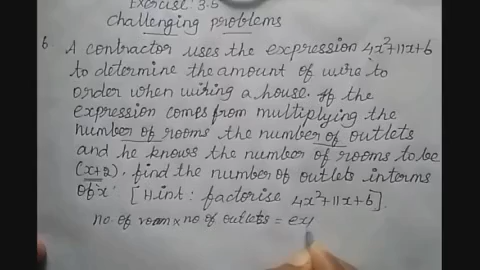 Exercise: 3.5
Challenging problems
6. A contractor uses the expression 4x²+11x+6
to determine the amount of wire to
order when wiring a house. If the
expression comes from multiplying the
number of rooms the number of outlets
and he knows the number of rooms to be
(x+2). find the number of outlets interms
of 'x'. [Hint: factorise 4x²+11x+6].
no of room × no of outlets = ex